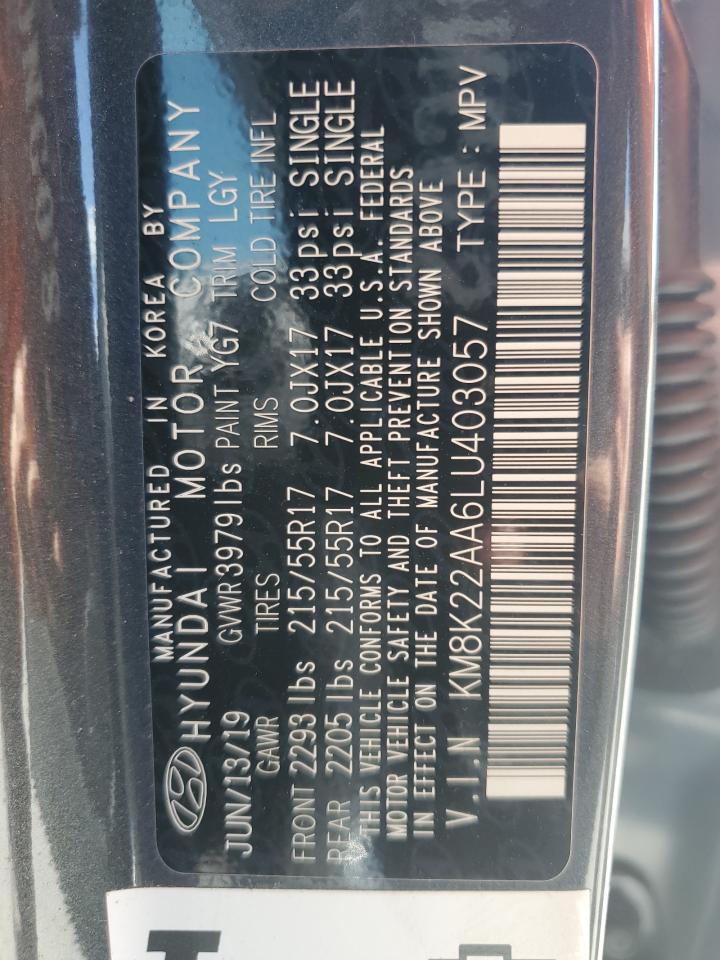 MANUFACTURED IN KOREA BY
HYUNDAI MOTOR COMPANY
JUN/13/19 GVWR 3979 lbs PAINT YG7 TRIM LGY
GAWR TIRES RIMS COLD TIRE INFL
FRONT 2293 lbs 215/55R17 7.0JX17 33psi SINGLE
REAR 2205 lbs 215/55R17 7.0JX17 33psi SINGLE
THIS VEHICLE CONFORMS TO ALL APPLICABLE U.S.A. FEDERAL
MOTOR VEHICLE SAFETY AND THEFT PREVENTION STANDARDS
IN EFFECT ON THE DATE OF MANUFACTURE SHOWN ABOVE
V.I.N KM8K22AA6LU403057 TYPE : MPV